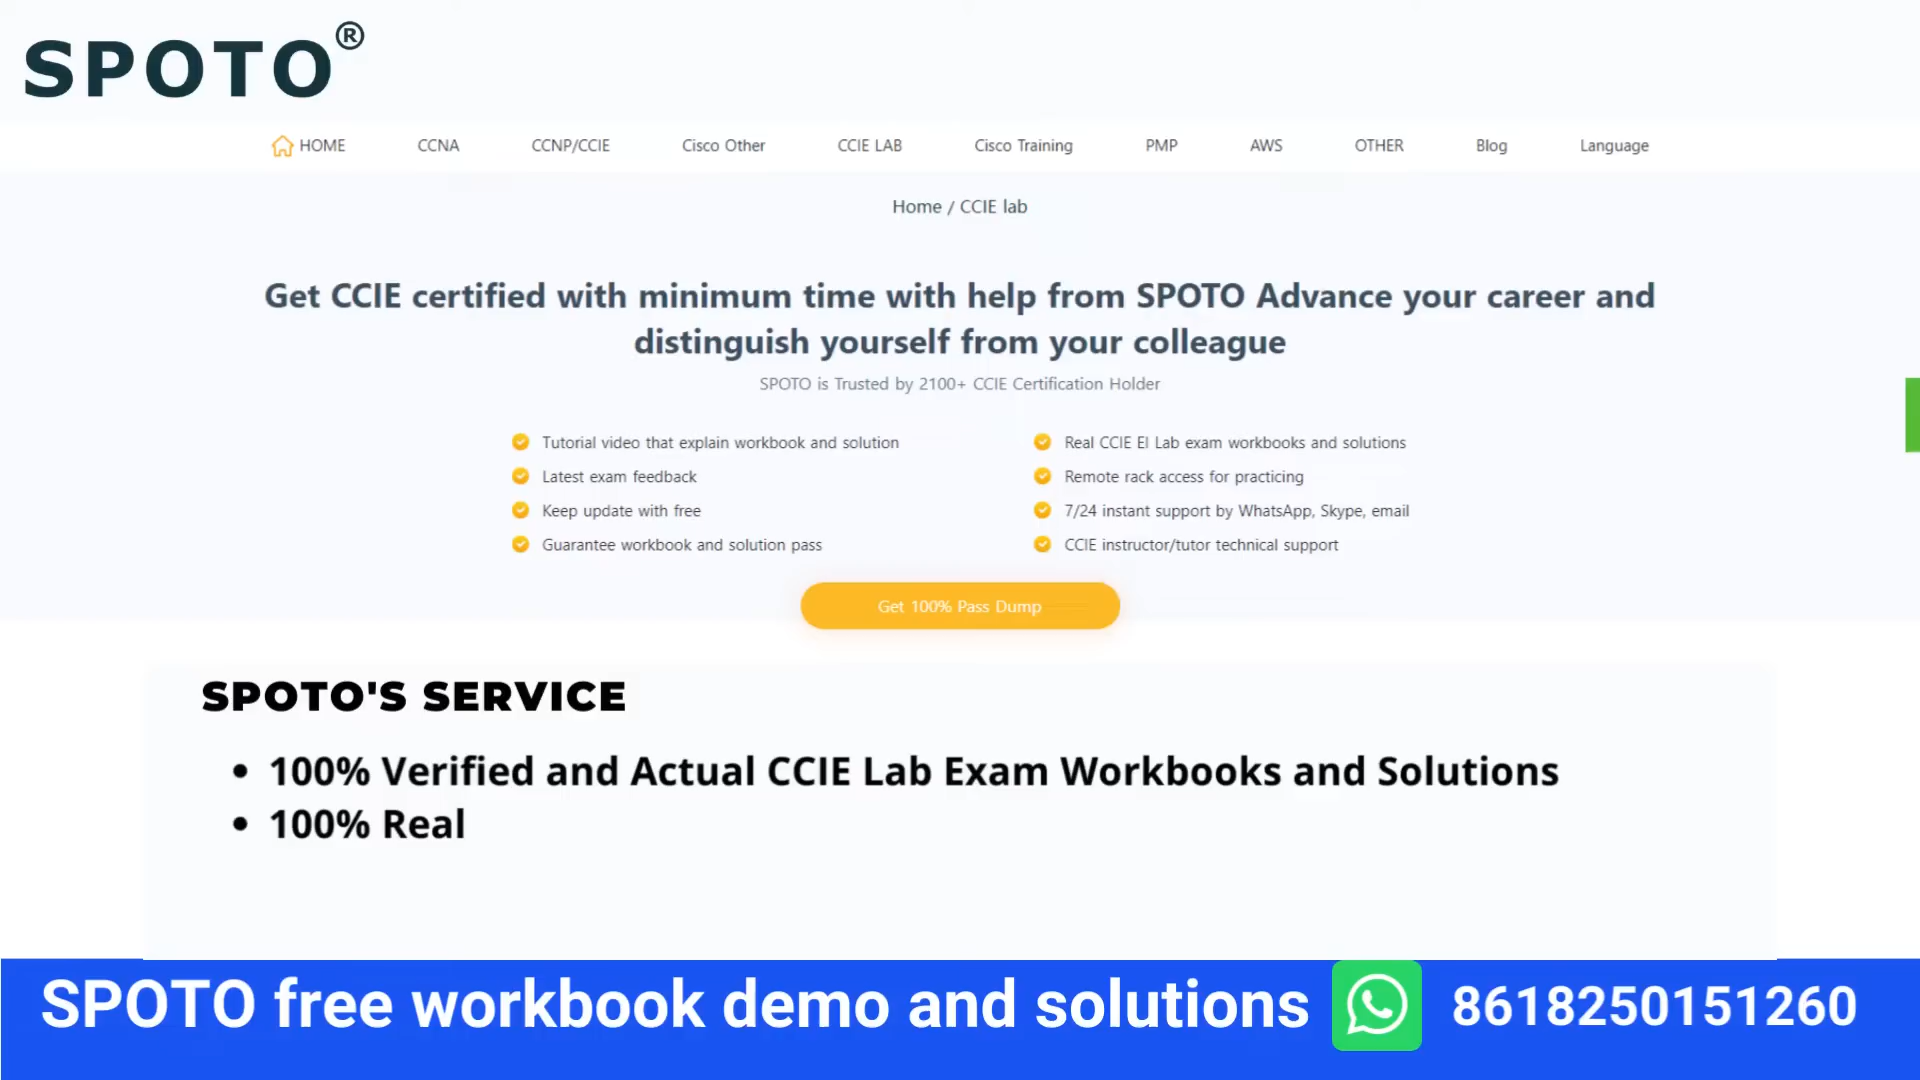 SPOTO®
HOME CCNA CCNP/CCIE Cisco Other CCIE LAB Cisco Training PMP AWS OTHER Blog Language
Home / CCIE lab
Get CCIE certified with minimum time with help from SPOTO Advance your career and
distinguish yourself from your colleague
SPOTO is Trusted by 2100+ CCIE Certification Holder
Tutorial video that explain workbook and solution
Latest exam feedback
Keep update with free
Guarantee workbook and solution pass
Real CCIE EI Lab exam workbooks and solutions
Remote rack access for practicing
7/24 instant support by WhatsApp, Skype, email
CCIE instructor/tutor technical support
Get 100% Pass Dump
SPOTO'S SERVICE
• 100% Verified and Actual CCIE Lab Exam Workbooks and Solutions
• 100% Real
SPOTO free workbook demo and solutions 8618250151260